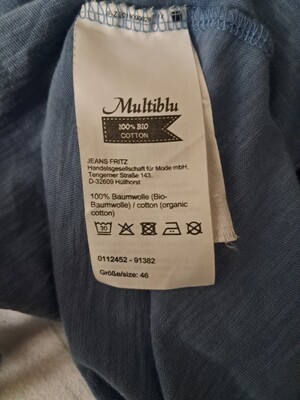 Multiblu
100% BIO
COTTON
JEANS FRITZ
Handelsgesellschaft für Mode mbH.
Tengerner Straße 143.
D-32609 Hüllhorst
100% Baumwolle (Bio-
Baumwolle) / cotton (organic
cotton)
30
0112452 - 91382
Größe/size: 46